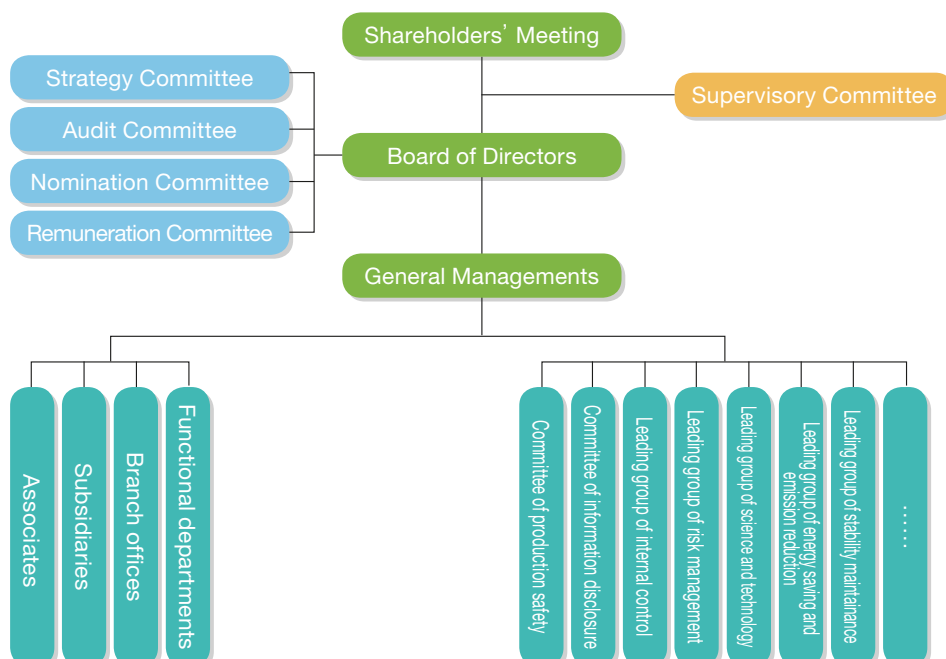 Shareholders’ Meeting
Strategy Committee
Supervisory Committee
Audit Committee
Board of Directors
Nomination Committee
Remuneration Committee
General Managements
Associates
Subsidiaries
Branch offices
Functional departments
Committee of production safety
Committee of information disclosure
Leading group of internal control
Leading group of risk management
Leading group of science and technology
Leading group of energy saving and
emission reduction
Leading group of stability maintainance
......